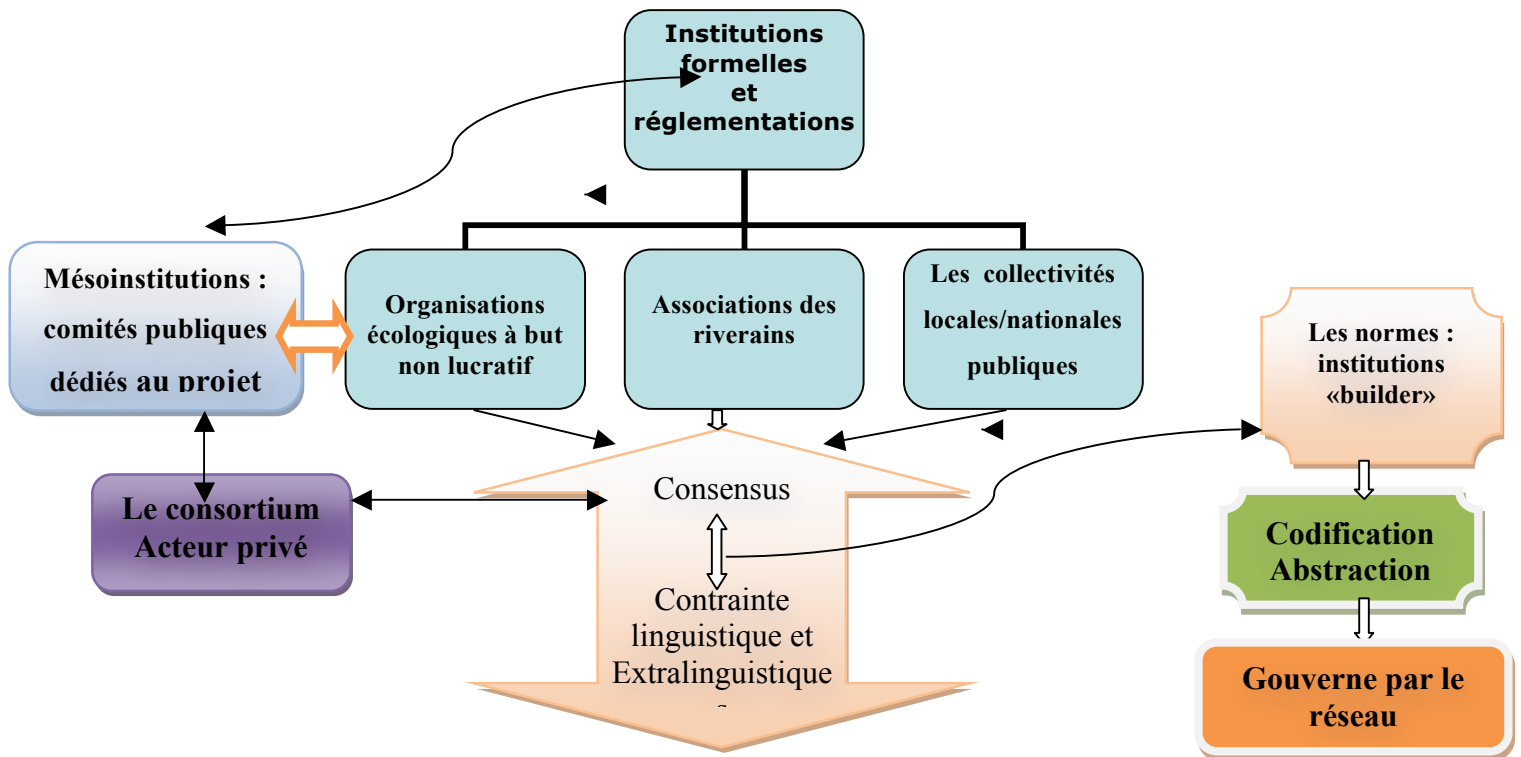 Institutions
formelles
et
réglementations
Mésoinstitutions :
comités publiques
dédiés au projet
Organisations
écologiques à but
non lucratif
Associations des
riverains
Les collectivités
locales/nationales
publiques
Les normes :
institutions
«builder»
Consensus
Le consortium
Acteur privé
Codification
Abstraction
Contrainte
linguistique et
Extralinguistique
Gouverne par le
réseau